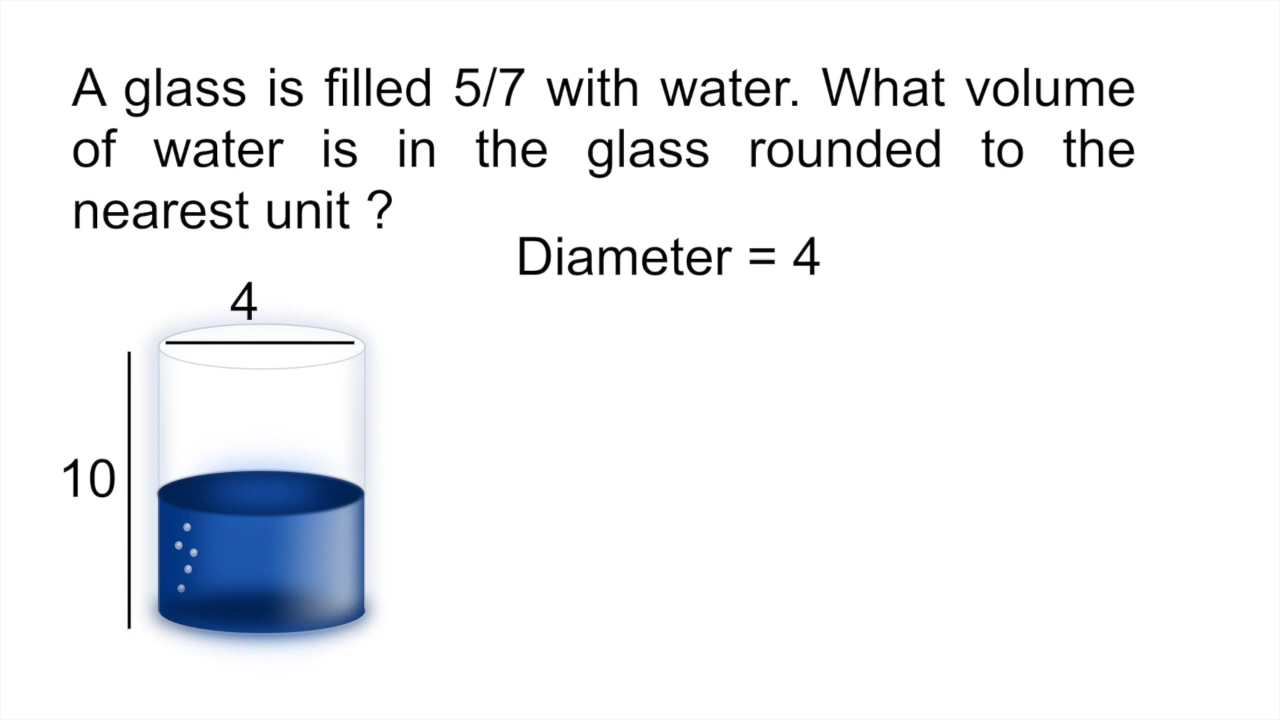 A glass is filled 5/7 with water. What volume
of water is in the glass rounded to the
nearest unit ?
Diameter = 4
4
10